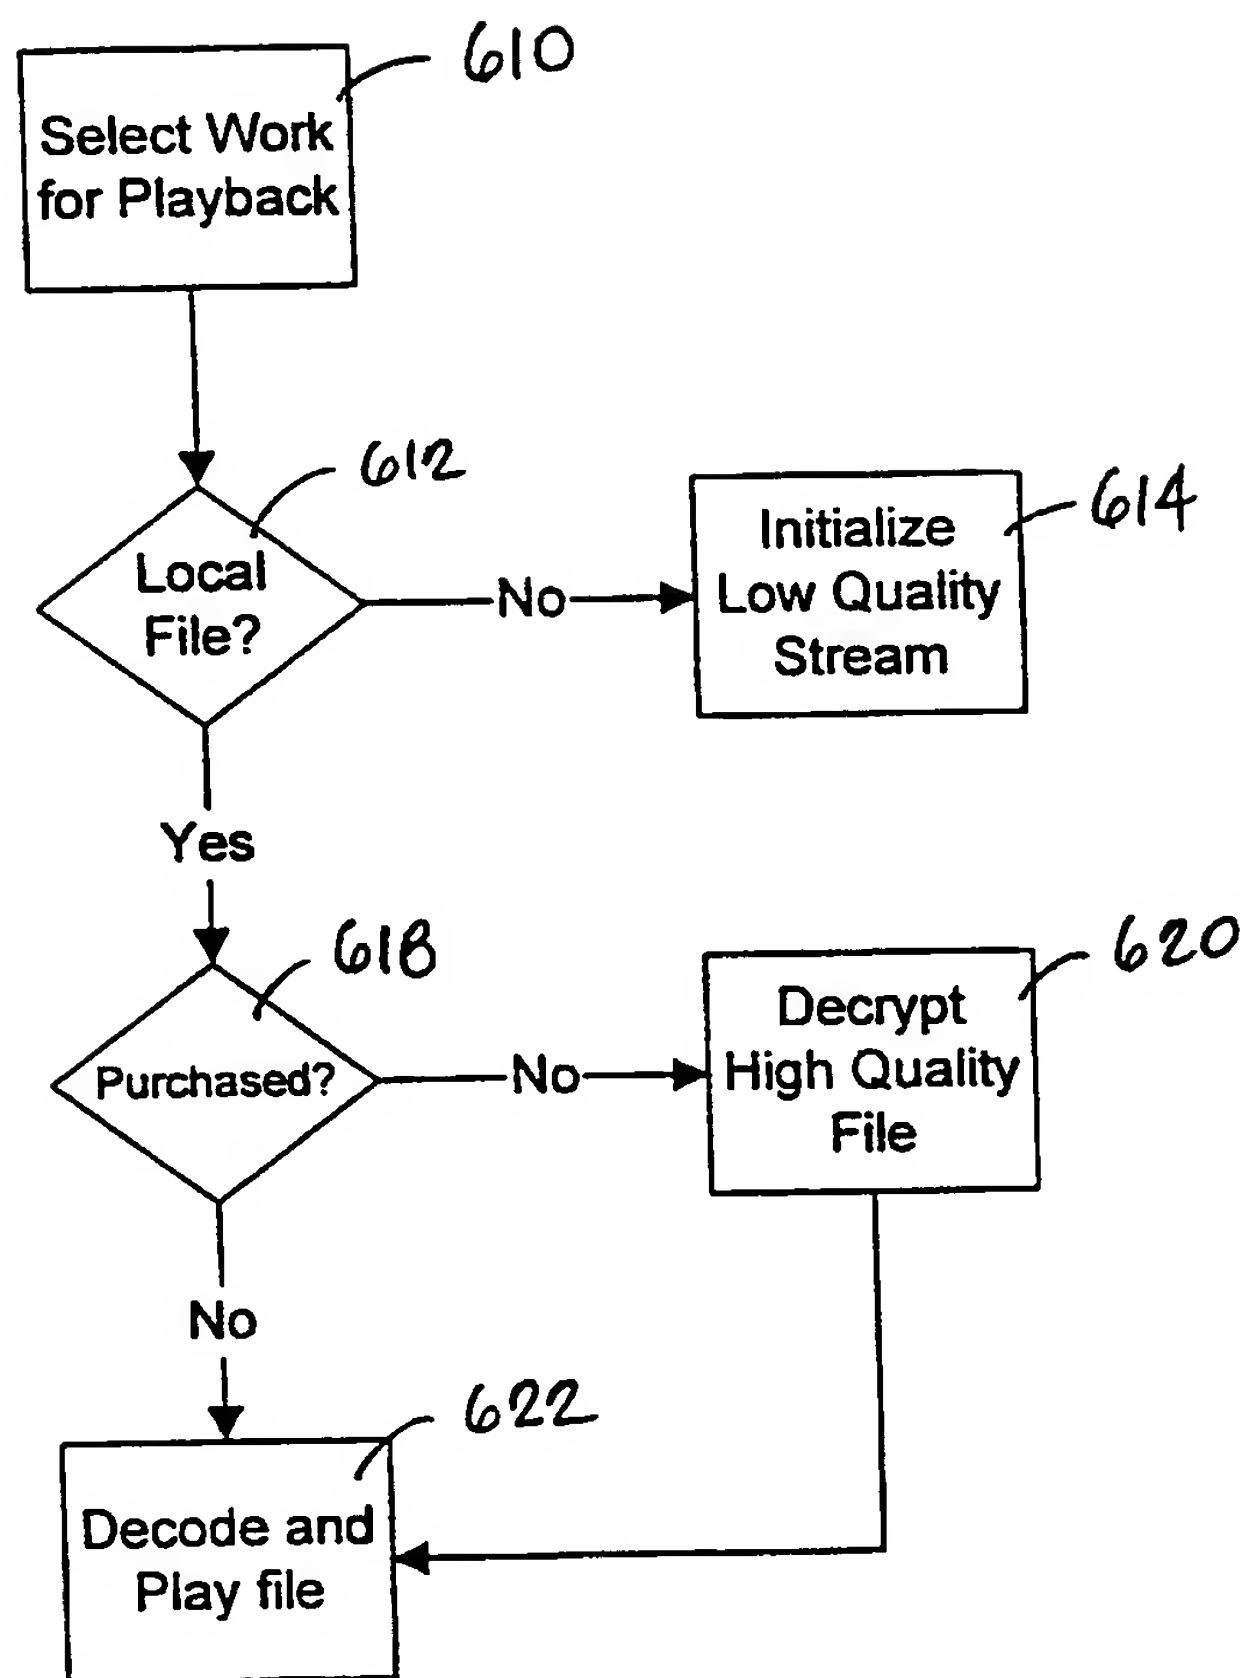 610
Select Work
for Playback
612
Local
File?
No
614
Initialize
Low Quality
Stream
Yes
618
Purchased?
No
620
Decrypt
High Quality
File
No
622
Decode and
Play file